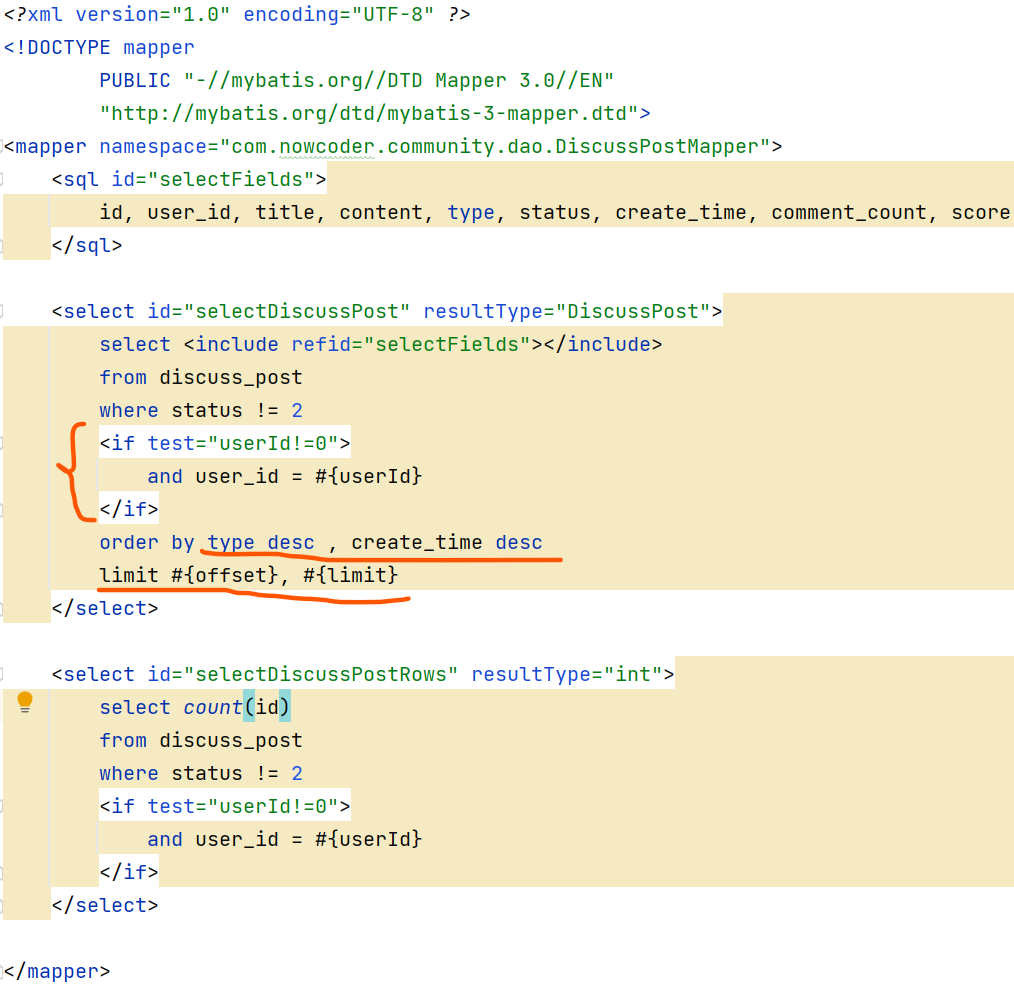 <?xml version="1.0" encoding="UTF-8" ?>
<!DOCTYPE mapper
        PUBLIC "-//mybatis.org//DTD Mapper 3.0//EN"
        "http://mybatis.org/dtd/mybatis-3-mapper.dtd">
<mapper namespace="com.nowcoder.community.dao.DiscussPostMapper">
    <sql id="selectFields">
        id, user_id, title, content, type, status, create_time, comment_count, score
    </sql>
    <select id="selectDiscussPost" resultType="DiscussPost">
        select <include refid="selectFields"></include>
        from discuss_post
        where status != 2
        <if test="userId!=0">
            and user_id = #{userId}
        </if>
        order by type desc , create_time desc
        limit #{offset}, #{limit}
    </select>
    <select id="selectDiscussPostRows" resultType="int">
        select count(id)
        from discuss_post
        where status != 2
        <if test="userId!=0">
            and user_id = #{userId}
        </if>
    </select>
</mapper>